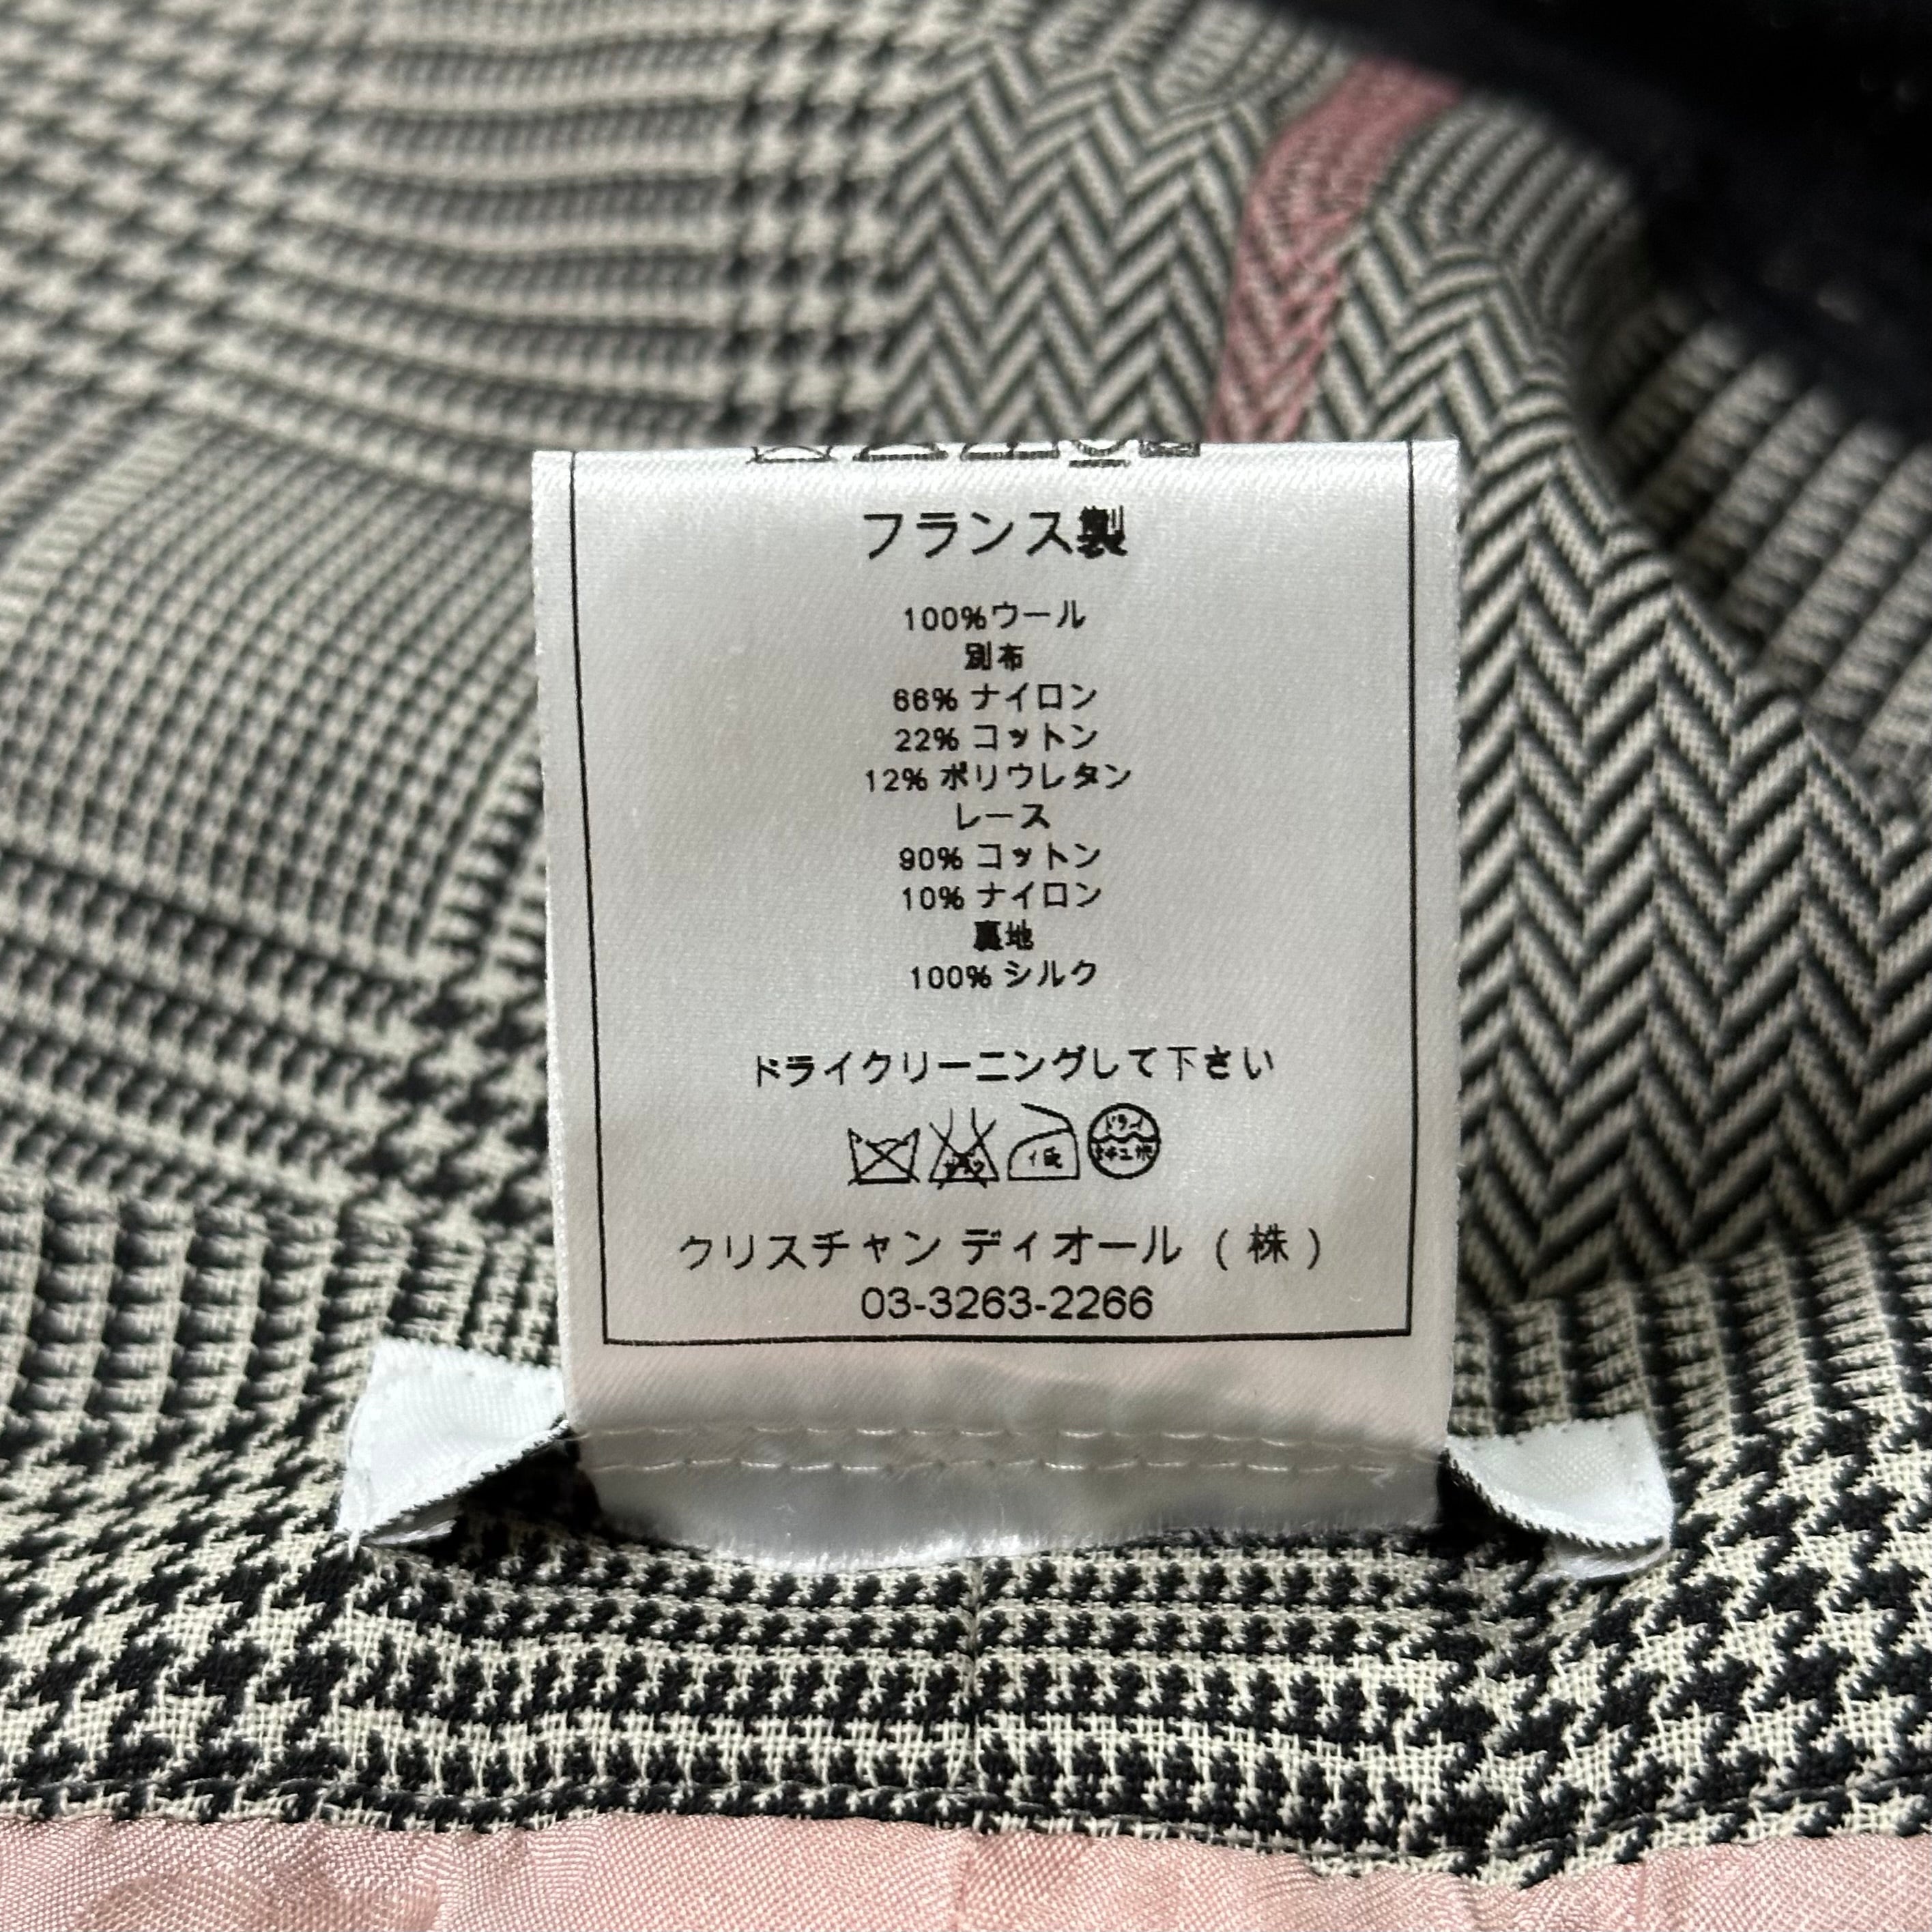 フランス製
100%ウール
別布
66% ナイロン
22% コットン
12% ポリウレタン
レース
90% コットン
10% ナイロン
裏地
100% シルク
ドライクリーニングして下さい
ドライ
クリスチャン ディオール (株)
03-3263-2266